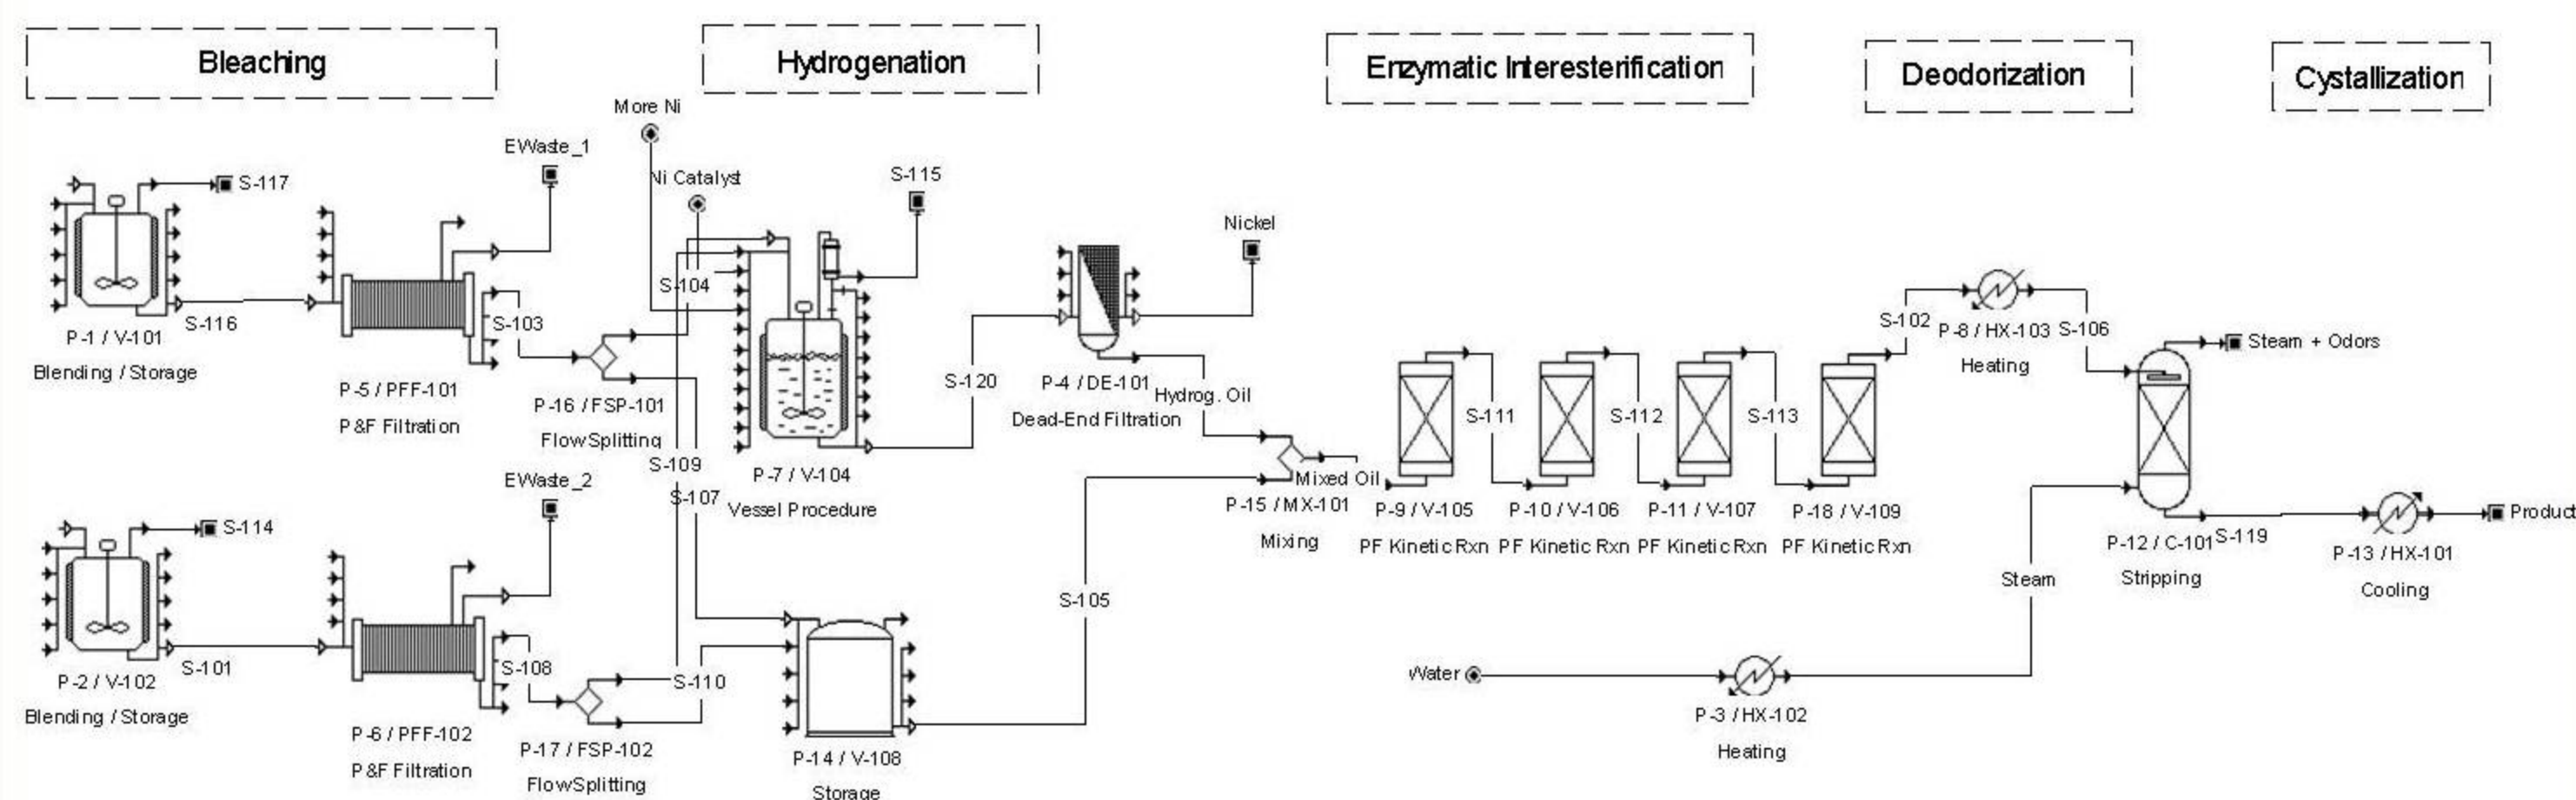 Bleaching
Hydrogenation
Enzymatic Interesterification
Deodorization
Cystallization
More Ni
EWaste_1
Ni Catalyst
S-117
S-115
Nickel
S-104
S-116
S-103
P-1 / V-101
Blending / Storage
P-5 / PFF-101
P&F Filtration
P-16 / FSP-101
FlowSplitting
S-109
S-107
P-7 / V-104
Vessel Procedure
S-120
P-4 / DE-101
Dead-End Filtration
Hydrog. Oil
Mixed Oil
P-15 / MX-101
Mixing
S-111
S-112
S-113
P-9 / V-105
PF Kinetic Rxn
P-10 / V-106
PF Kinetic Rxn
P-11 / V-107
PF Kinetic Rxn
P-18 / V-109
PF Kinetic Rxn
S-102
P-8 / HX-103
Heating
S-106
Steam + Odors
P-12 / C-101
Stripping
S-119
P-13 / HX-101
Cooling
Product
EWaste_2
S-114
S-101
S-108
P-2 / V-102
Blending / Storage
P-6 / PFF-102
P&F Filtration
P-17 / FSP-102
FlowSplitting
S-110
P-14 / V-108
Storage
S-105
Steam
Water
P-3 / HX-102
Heating